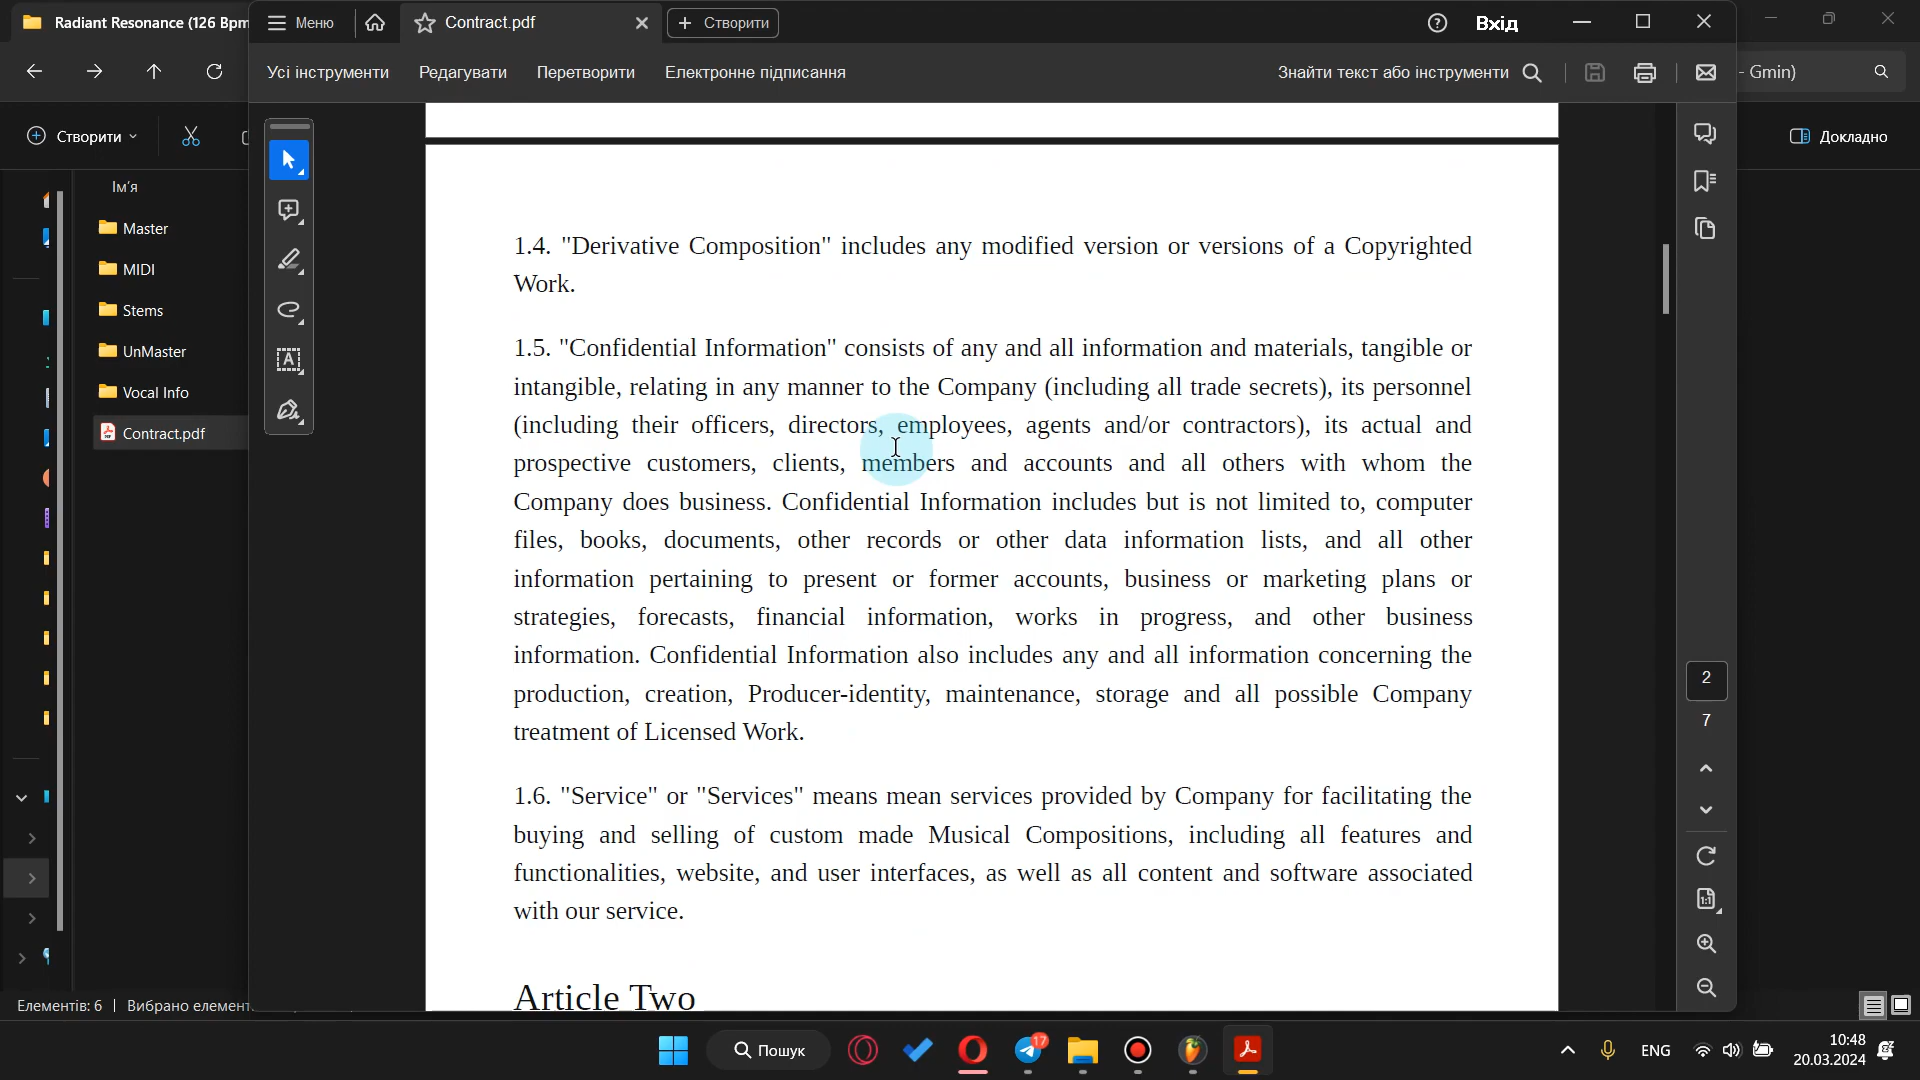 Radiant Resonance (126 Bpm
Меню
Contract.pdf
Створити
Вхід
Усі інструменти
Редагувати
Перетворити
Електронне підписання
Знайти текст або інструменти
- Gmin)
Створити
Докладно
Ім'я
Master
MIDI
Stems
UnMaster
Vocal Info
Contract.pdf
1.4. "Derivative Composition" includes any modified version or versions of a Copyrighted
Work.
1.5. "Confidential Information" consists of any and all information and materials, tangible or
intangible, relating in any manner to the Company (including all trade secrets), its personnel
(including their officers, directors, employees, agents and/or contractors), its actual and
prospective customers, clients, members and accounts and all others with whom the
Company does business. Confidential Information includes but is not limited to, computer
files, books, documents, other records or other data information lists, and all other
information pertaining to present or former accounts, business or marketing plans or
strategies, forecasts, financial information, works in progress, and other business
information. Confidential Information also includes any and all information concerning the
production, creation, Producer-identity, maintenance, storage and all possible Company
treatment of Licensed Work.
1.6. "Service" or "Services" means mean services provided by Company for facilitating the
buying and selling of custom made Musical Compositions, including all features and
functionalities, website, and user interfaces, as well as all content and software associated
with our service.
Article Two
2
7
Елементів: 6
Вибрано елемент
Пошук
17
ENG
10:48
20.03.2024